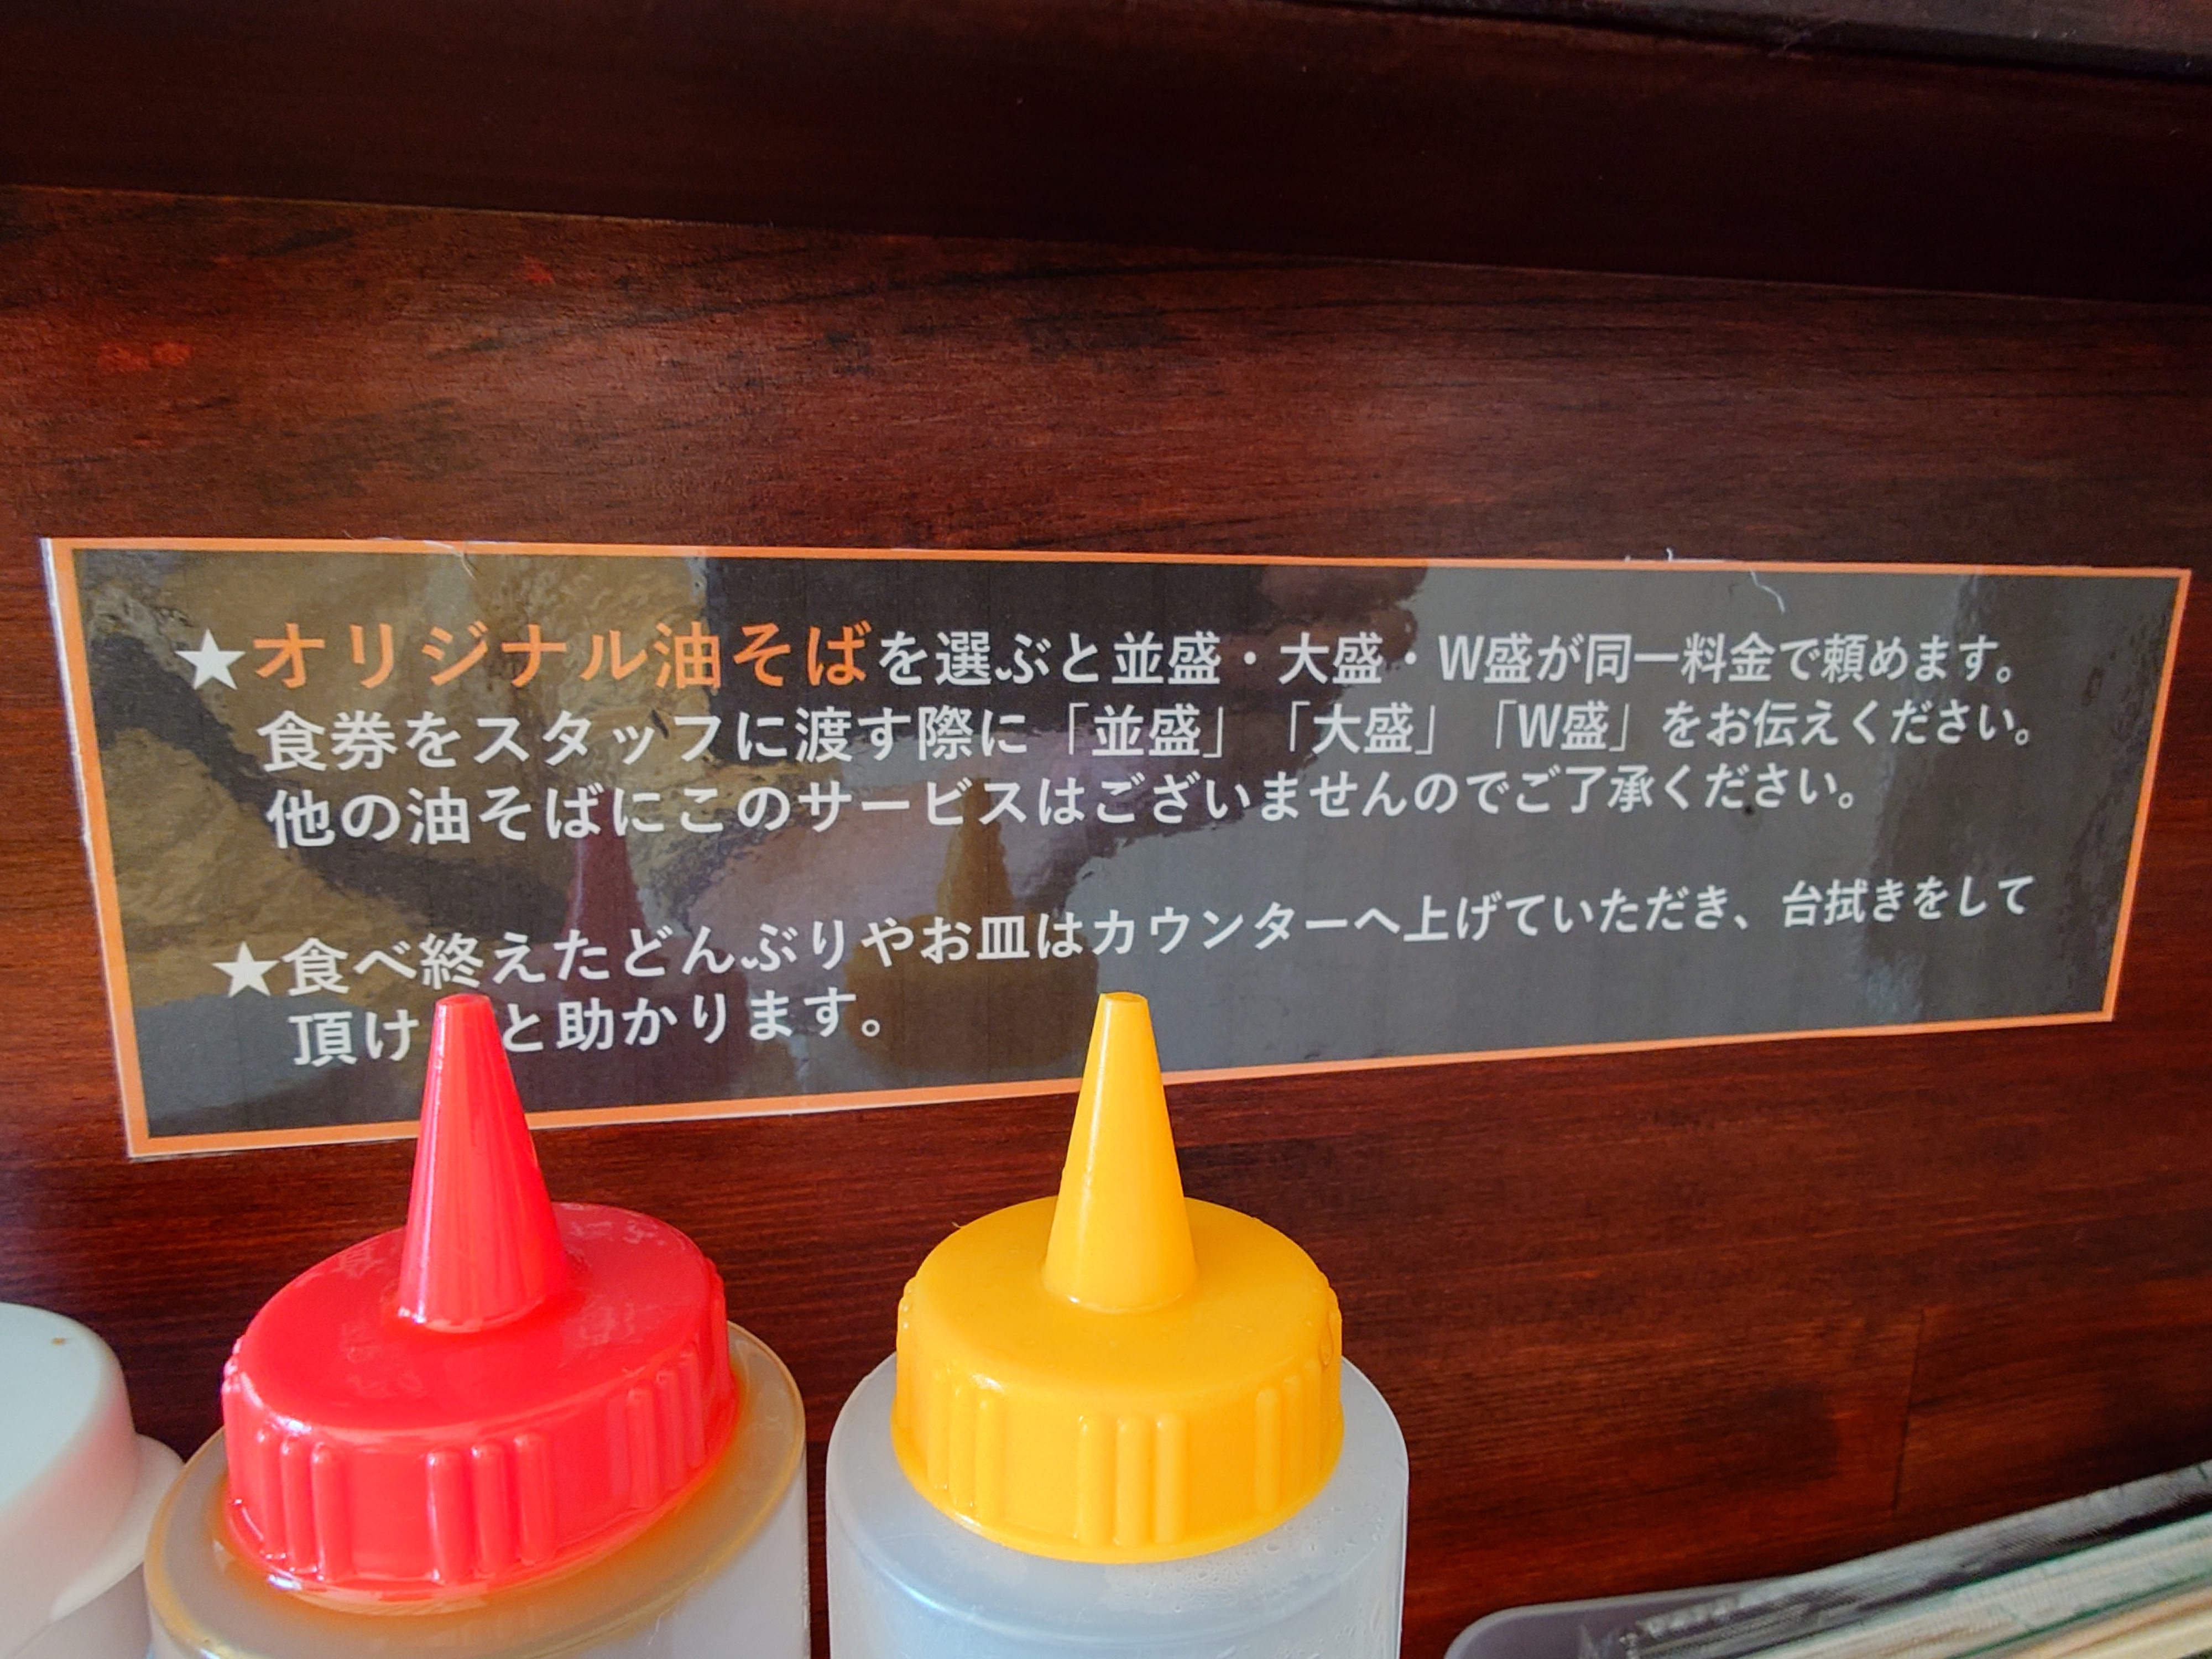 ★オリジナル油そばを選ぶと並盛・大盛・W盛が同一料金で頼めます。
食券をスタッフに渡す際に「並盛」「大盛」「W盛」をお伝えください。
他の油そばにこのサービスはございませんのでご了承ください。
★食べ終えたどんぶりやお皿はカウンターへ上げていただき、台拭きをして
頂け と助かります。